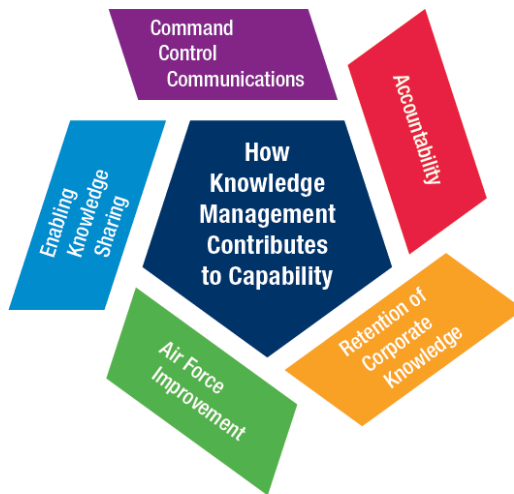 Command
Control
Communications
Accountability
How
Knowledge
Management
Contributes
to Capability
Enabling
Knowledge
Sharing
Retention of
Corporate
Knowledge
Air Force
Improvement